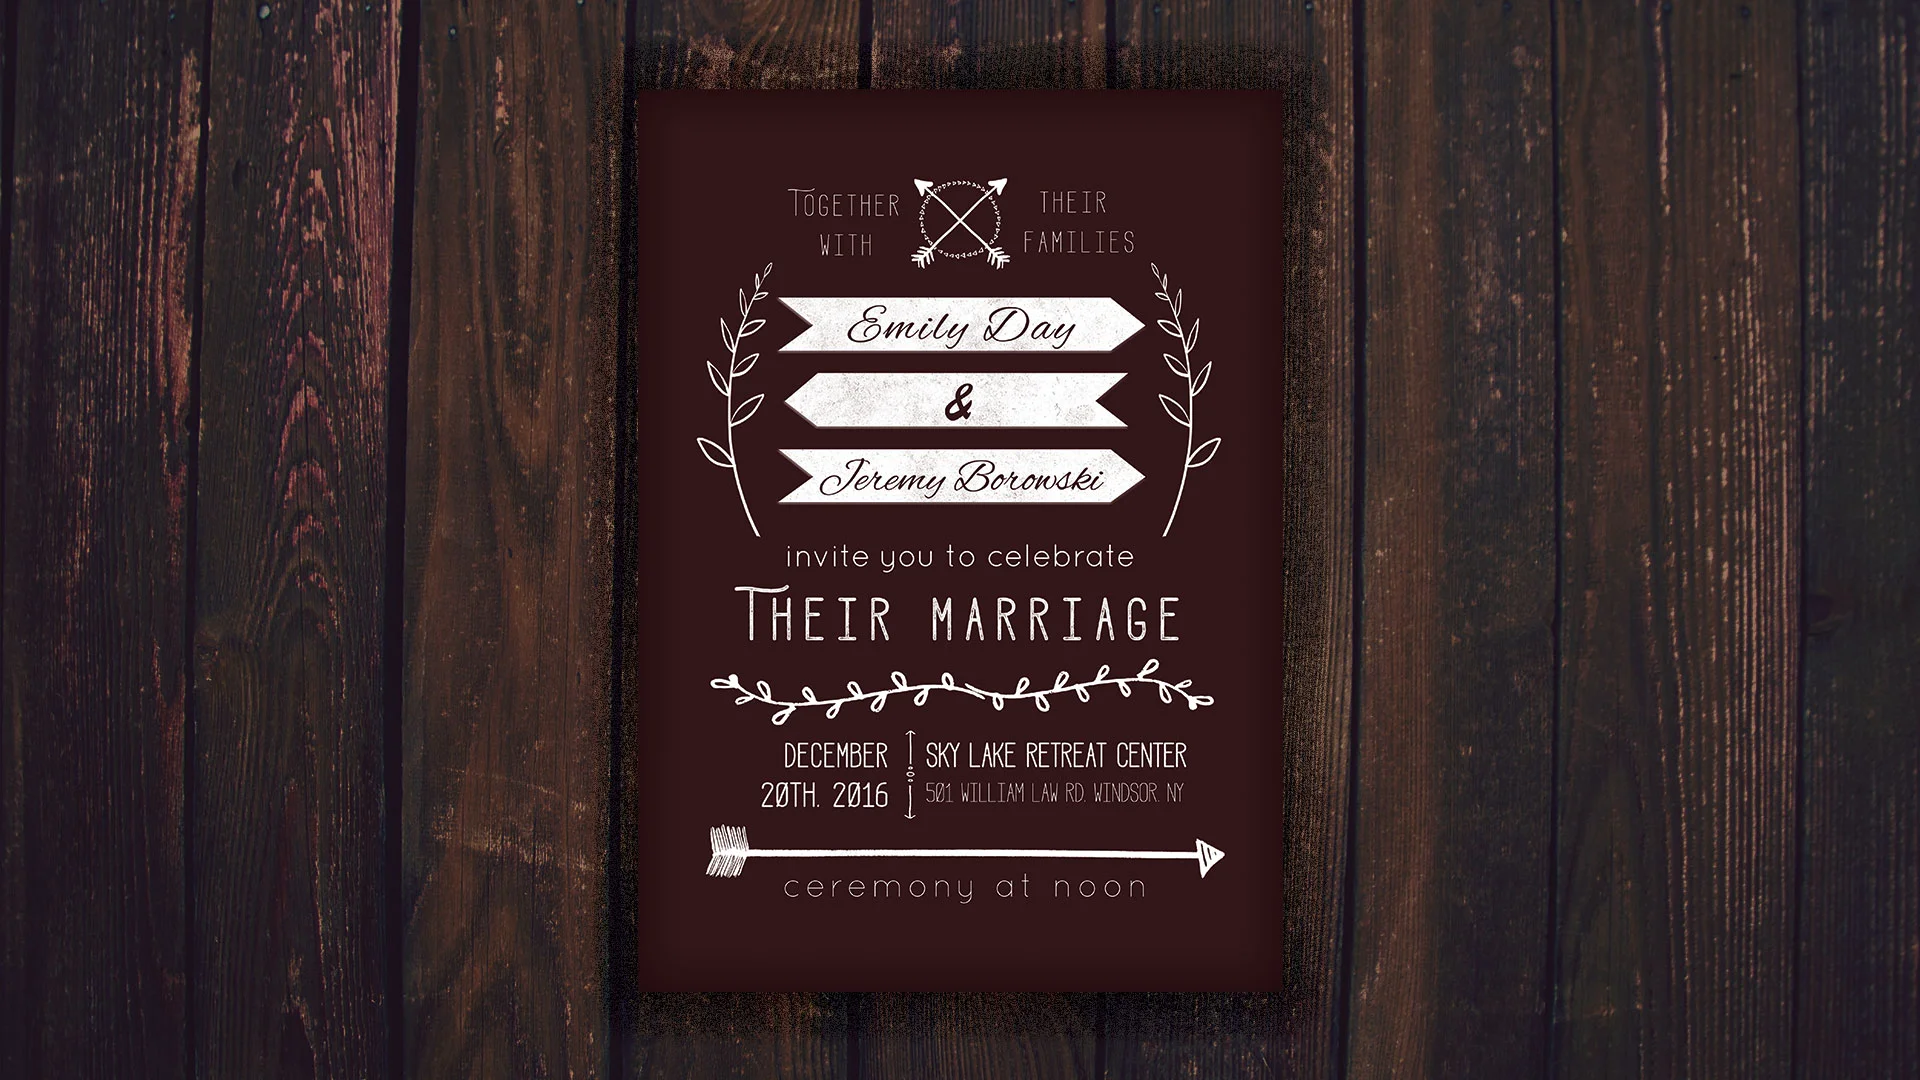 Together with their families
Emily Day
&
Jeremy Borowski
invite you to celebrate
Their marriage
December 20th. 2016
Sky Lake Retreat Center
501 William Law Rd. Windsor. NY
ceremony at noon